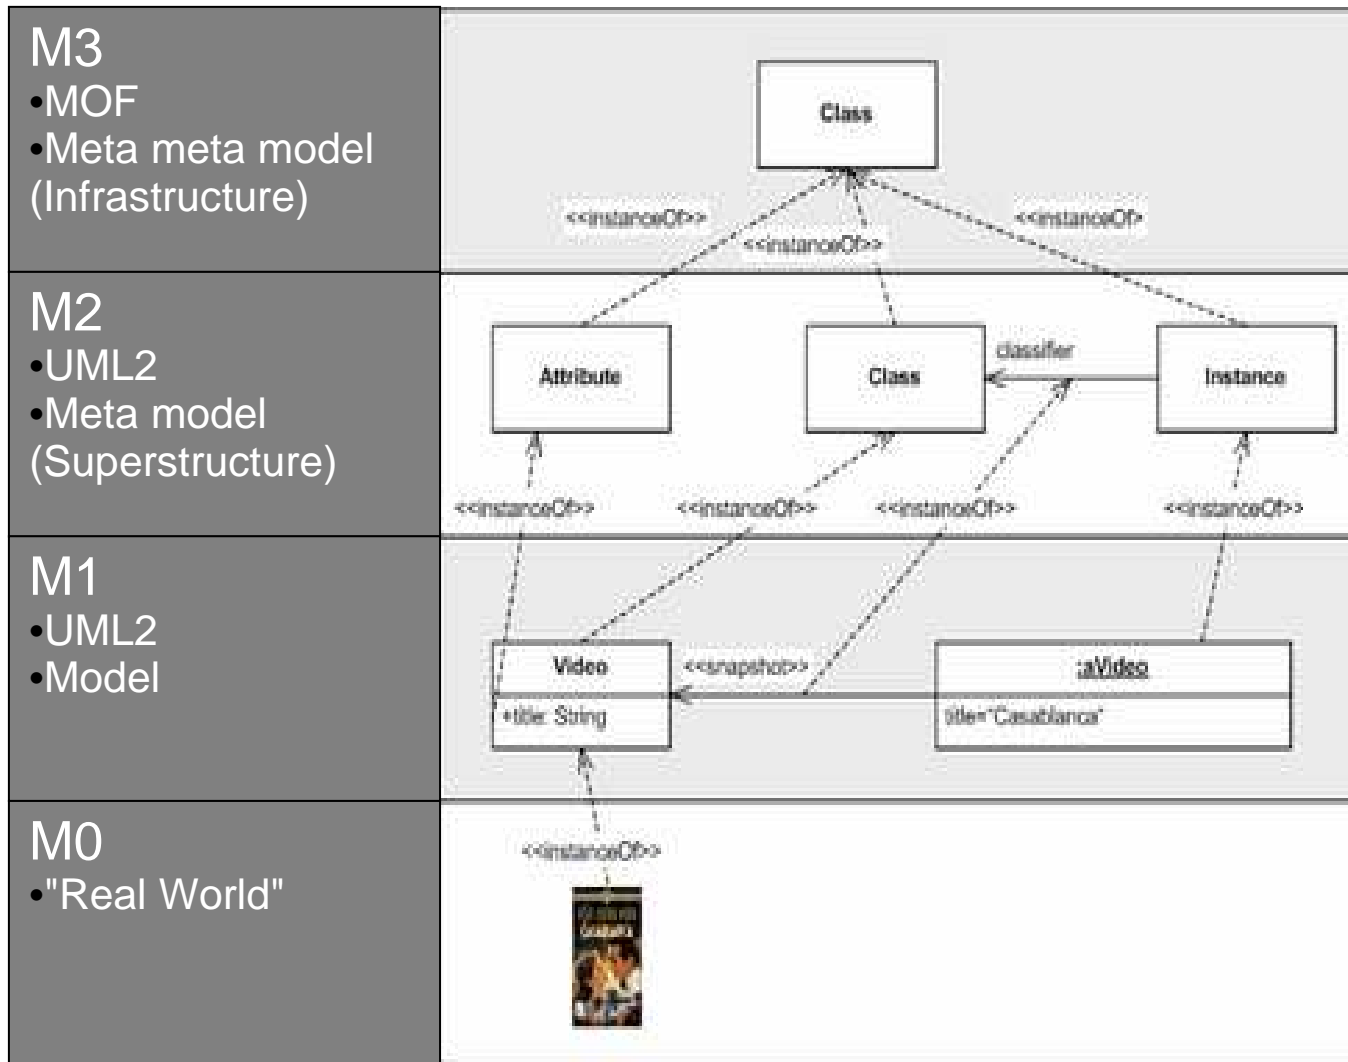 M3
•MOF
•Meta meta model
(Infrastructure)
Class
<<instanceOf>>
<<instanceOf>>
<<instanceOf>
M2
•UML2
•Meta model
(Superstructure)
Attribute
Class
classifier
Instance
<<instanceOf>>
<<instanceOf>>
<<instanceOf>>
<<instanceOf>>
M1
•UML2
•Model
Video
+title: String
<<snapshot>>
:aVideo
title="Casablanca"
M0
•"Real World"
<<instanceOf>>